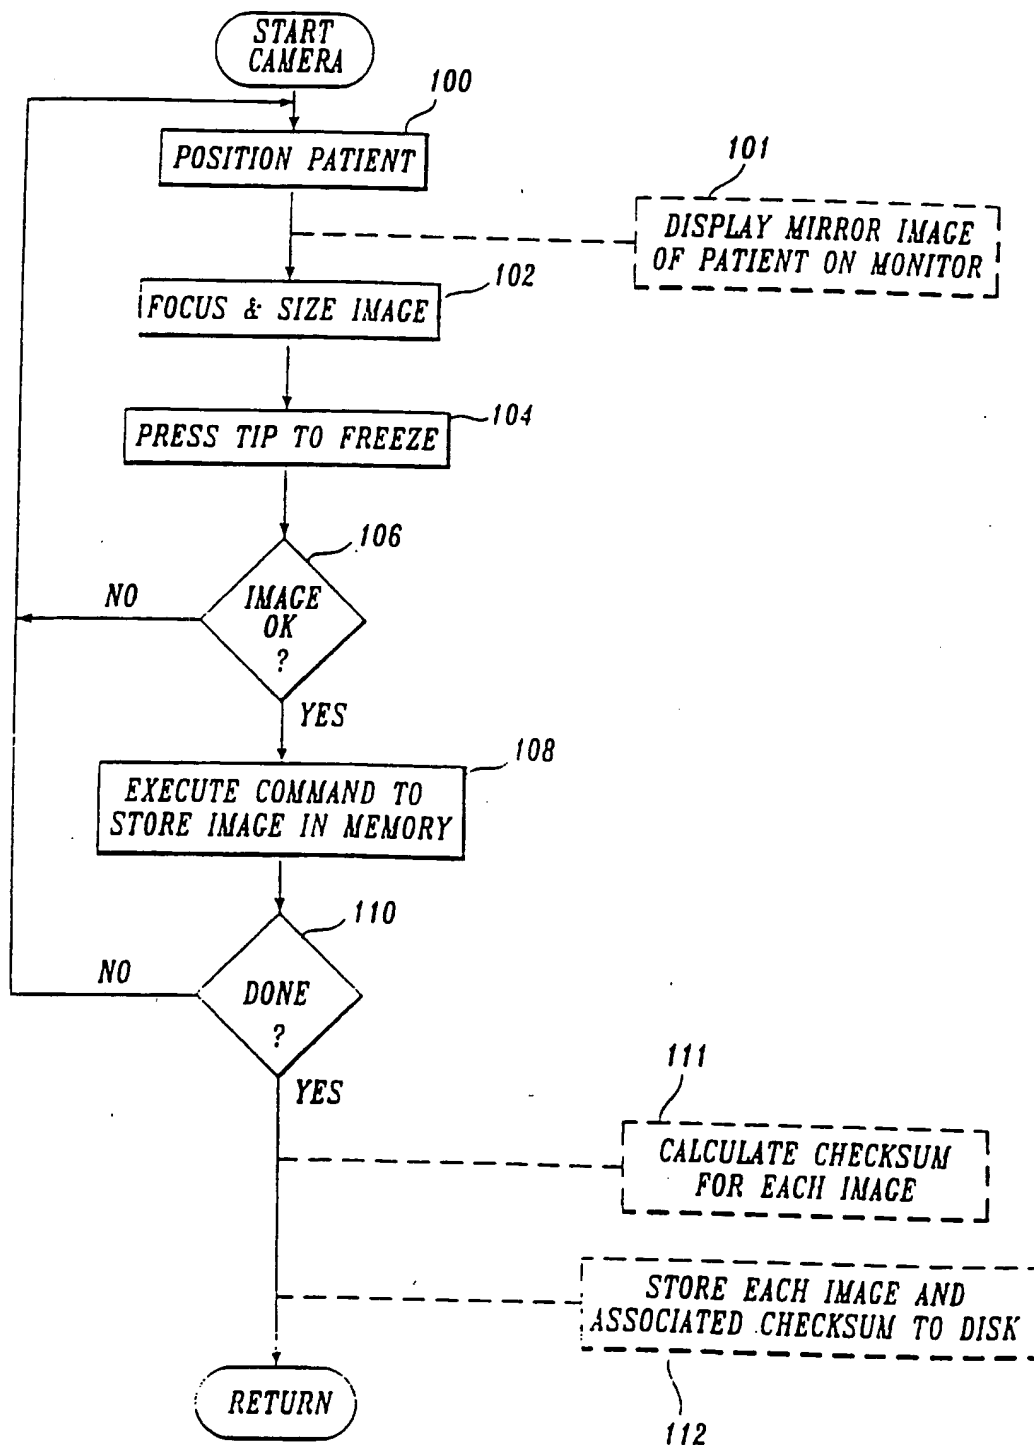 START
CAMERA
100
POSITION PATIENT
101
DISPLAY MIRROR IMAGE
OF PATIENT ON MONITOR
102
FOCUS & SIZE IMAGE
104
PRESS TIP TO FREEZE
106
IMAGE
OK
?
NO
YES
108
EXECUTE COMMAND TO
STORE IMAGE IN MEMORY
110
DONE
?
NO
YES
111
CALCULATE CHECKSUM
FOR EACH IMAGE
STORE EACH IMAGE AND
ASSOCIATED CHECKSUM TO DISK
112
RETURN